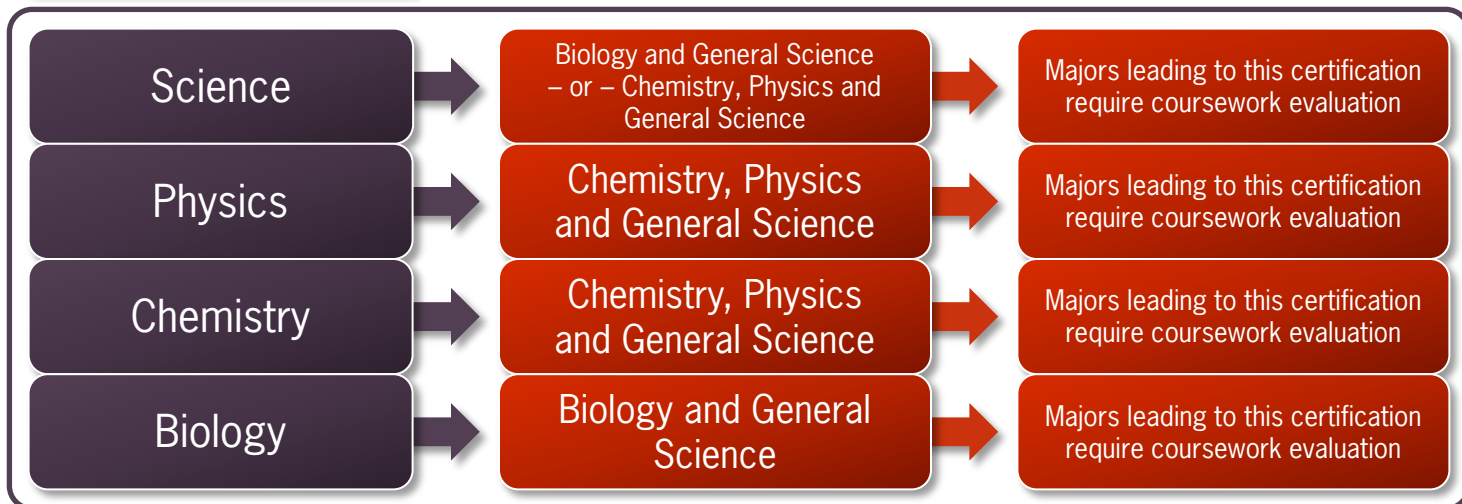 Science
Biology and General Science
– or – Chemistry, Physics and
General Science
Majors leading to this certification
require coursework evaluation
Physics
Chemistry, Physics
and General Science
Majors leading to this certification
require coursework evaluation
Chemistry
Chemistry, Physics
and General Science
Majors leading to this certification
require coursework evaluation
Biology
Biology and General
Science
Majors leading to this certification
require coursework evaluation